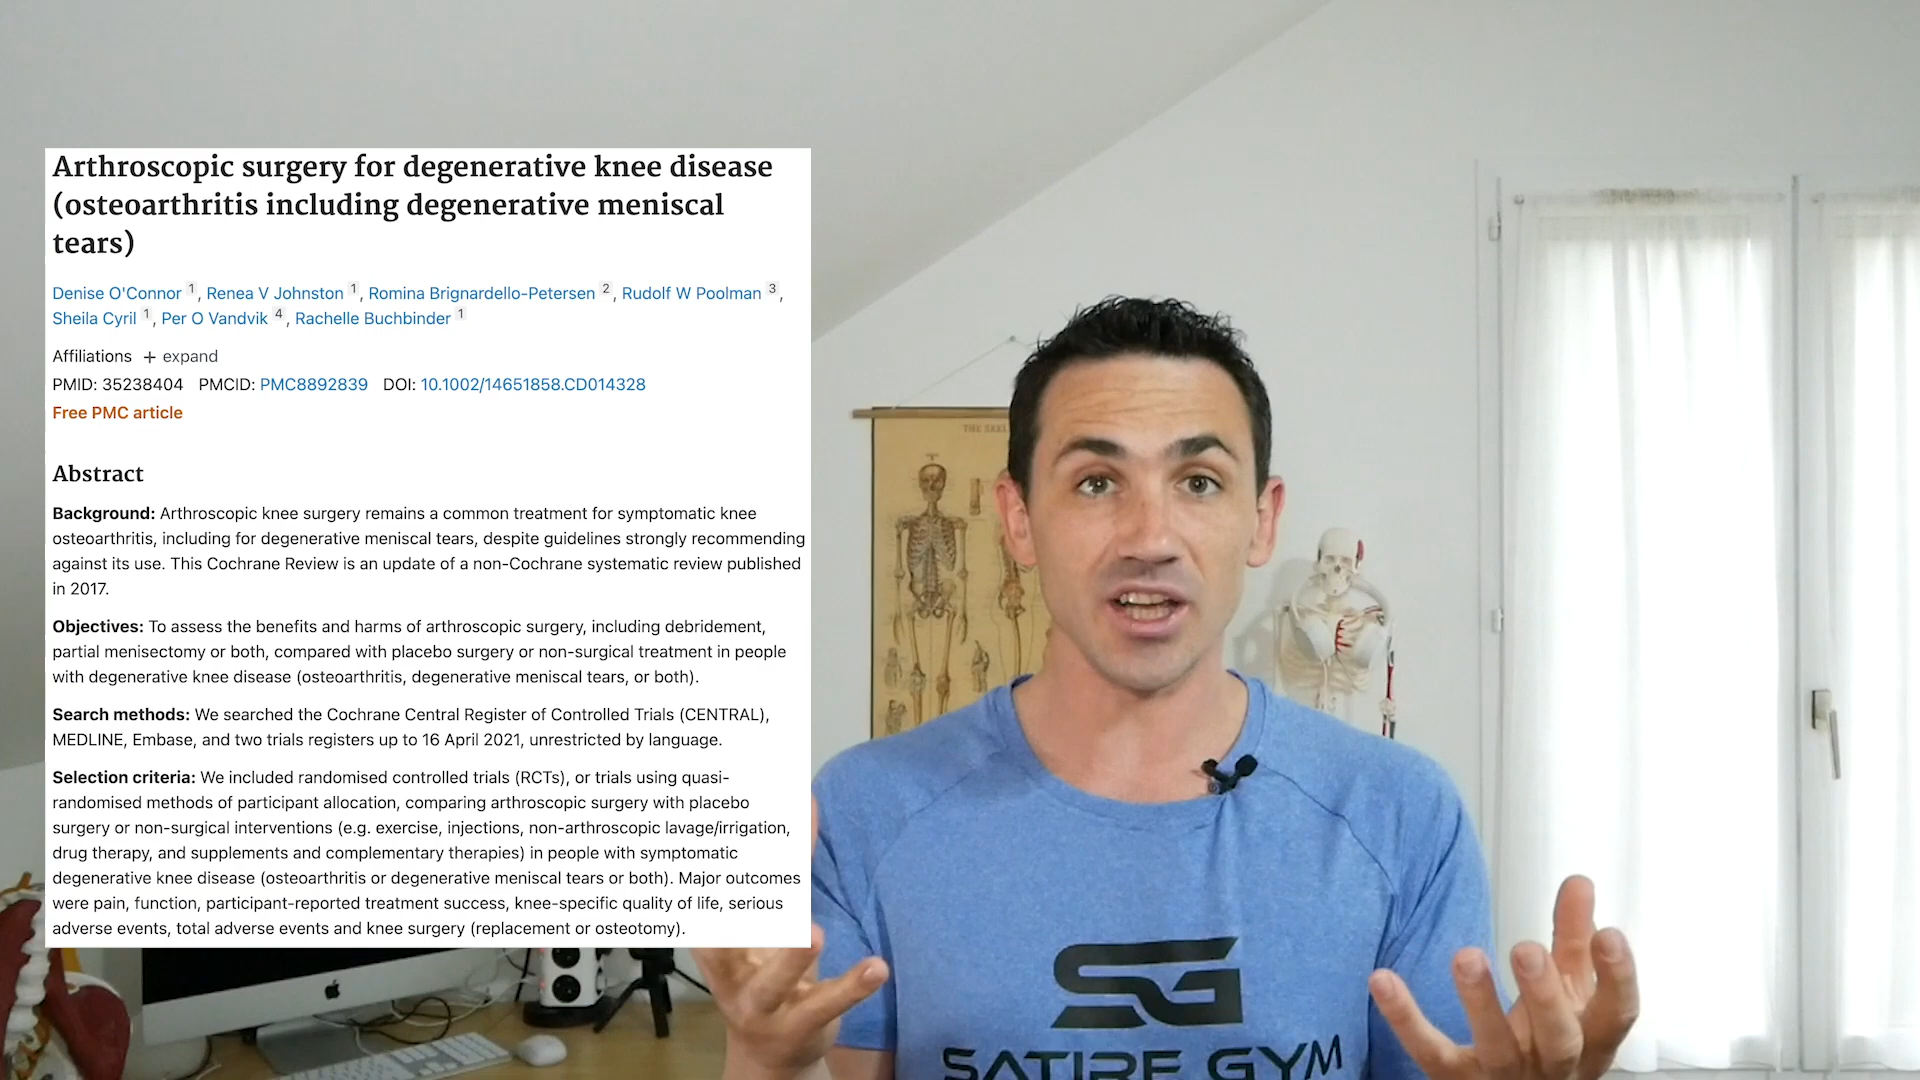 Arthroscopic surgery for degenerative knee disease
(osteoarthritis including degenerative meniscal
tears)
Denise O'Connor 1, Renea V Johnston 1, Romina Brignardello-Petersen 2, Rudolf W Poolman 3,
Sheila Cyril 1, Per O Vandvik 4, Rachelle Buchbinder 1
Affiliations + expand
PMID: 35238404 PMCID: PMC8892839 DOI: 10.1002/14651858.CD014328
Free PMC article
Abstract
Background: Arthroscopic knee surgery remains a common treatment for symptomatic knee
osteoarthritis, including for degenerative meniscal tears, despite guidelines strongly recommending
against its use. This Cochrane Review is an update of a non-Cochrane systematic review published
in 2017.
Objectives: To assess the benefits and harms of arthroscopic surgery, including debridement,
partial menisectomy or both, compared with placebo surgery or non-surgical treatment in people
with degenerative knee disease (osteoarthritis, degenerative meniscal tears, or both).
Search methods: We searched the Cochrane Central Register of Controlled Trials (CENTRAL),
MEDLINE, Embase, and two trials registers up to 16 April 2021, unrestricted by language.
Selection criteria: We included randomised controlled trials (RCTs), or trials using quasi-
randomised methods of participant allocation, comparing arthroscopic surgery with placebo
surgery or non-surgical interventions (e.g. exercise, injections, non-arthroscopic lavage/irrigation,
drug therapy, and supplements and complementary therapies) in people with symptomatic
degenerative knee disease (osteoarthritis or degenerative meniscal tears or both). Major outcomes
were pain, function, participant-reported treatment success, knee-specific quality of life, serious
adverse events, total adverse events and knee surgery (replacement or osteotomy).
THE
SG
SATIRE GYM